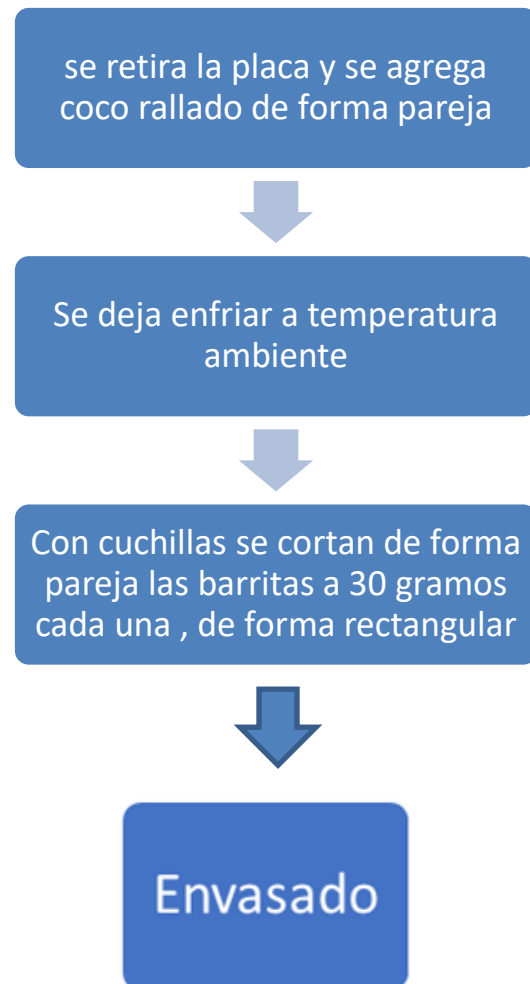 se retira la placa y se agrega
coco rallado de forma pareja
Se deja enfriar a temperatura
ambiente
Con cuchillas se cortan de forma
pareja las barritas a 30 gramos
cada una , de forma rectangular
Envasado